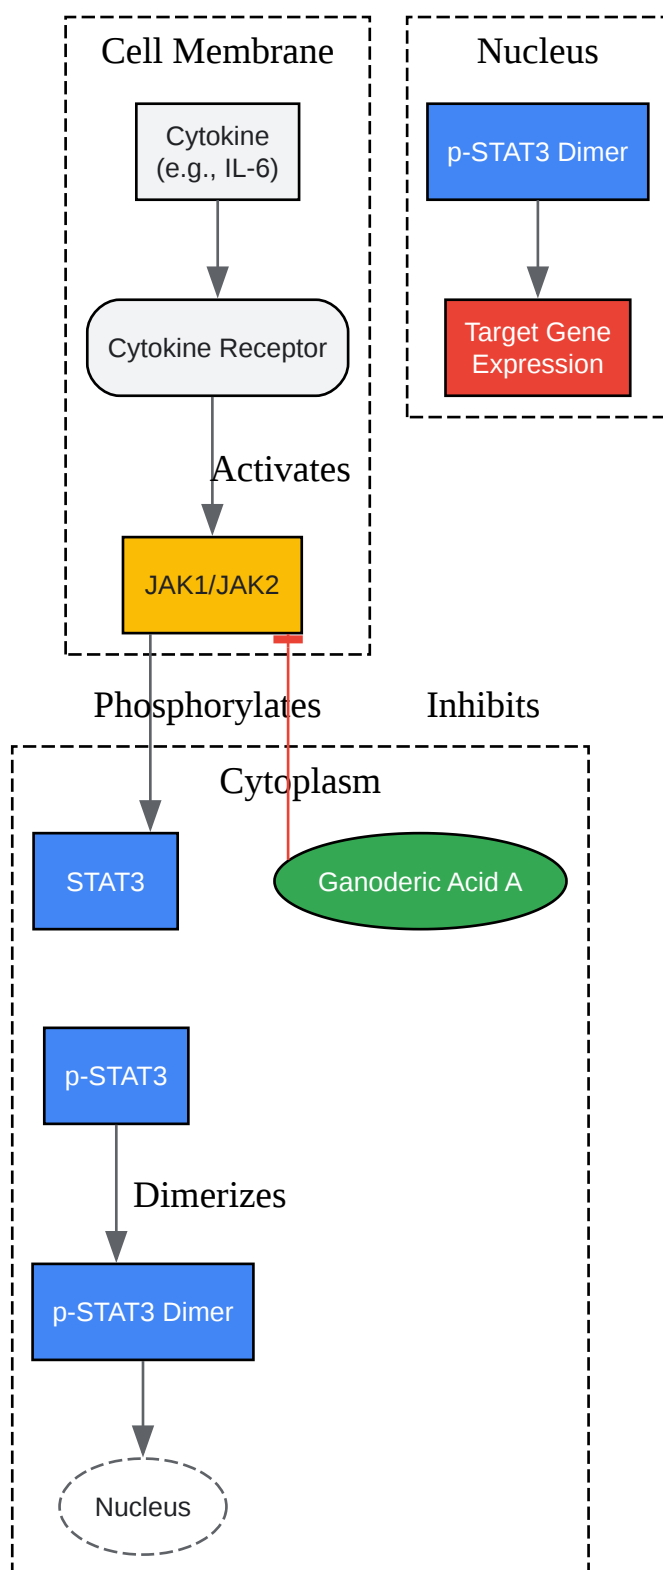 Cell Membrane
Cytokine
(e.g., IL-6)
Cytokine Receptor
Activates
JAK1/JAK2
Nucleus
p-STAT3 Dimer
Target Gene
Expression
Phosphorylates
Inhibits
Cytoplasm
STAT3
Ganoderic Acid A
p-STAT3
Dimerizes
p-STAT3 Dimer
Nucleus